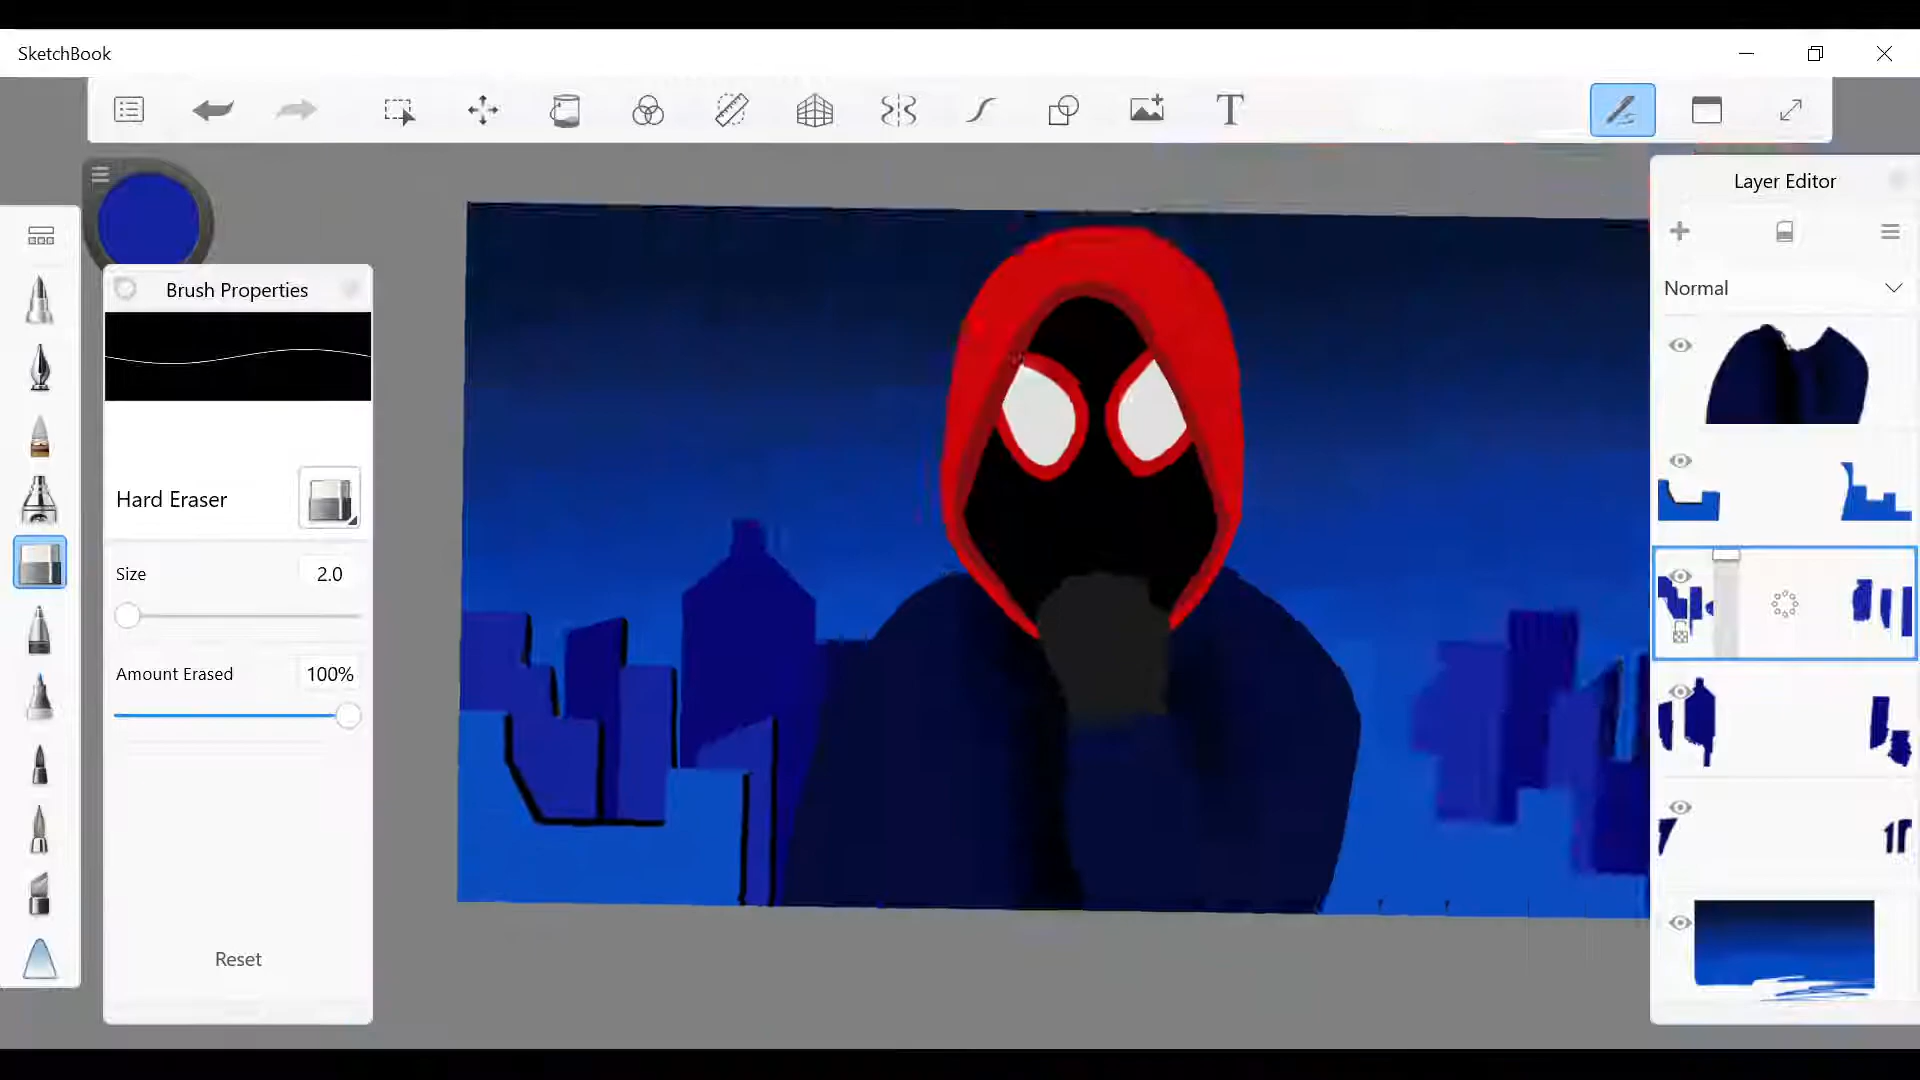 SketchBook
T
Layer Editor
Normal
Brush Properties
Hard Eraser
Size 2.0
Amount Erased 100%
Reset